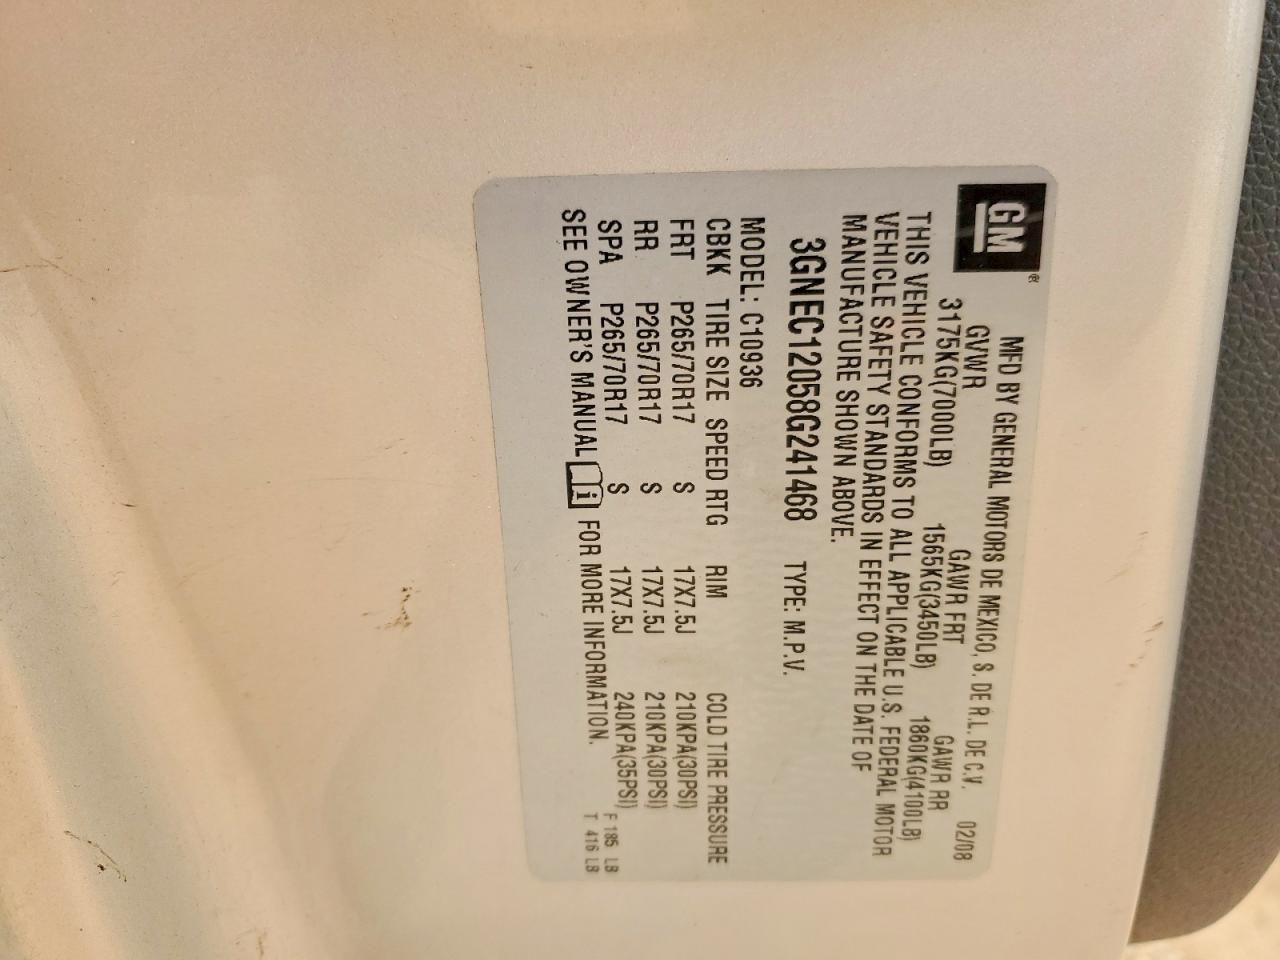 GM®
MFD BY GENERAL MOTORS DE MEXICO, S. DE R.L. DE C.V. 02/08
GVWR GAWR FRT GAWR RR
3175KG(7000LB) 1565KG(3450LB) 1860KG(4100LB)
THIS VEHICLE CONFORMS TO ALL APPLICABLE U.S. FEDERAL MOTOR
VEHICLE SAFETY STANDARDS IN EFFECT ON THE DATE OF
MANUFACTURE SHOWN ABOVE.
3GNEC12058G241468 TYPE: M.P.V.
MODEL: C10936
CBKK TIRE SIZE SPEED RTG RIM COLD TIRE PRESSURE
FRT P265/70R17 S 17X7.5J 210KPA(30PSI)
RR P265/70R17 S 17X7.5J 210KPA(30PSI)
SPA P265/70R17 S 17X7.5J 240KPA(35PSI) F 185 LB
SEE OWNER'S MANUAL i FOR MORE INFORMATION. T 416 LB